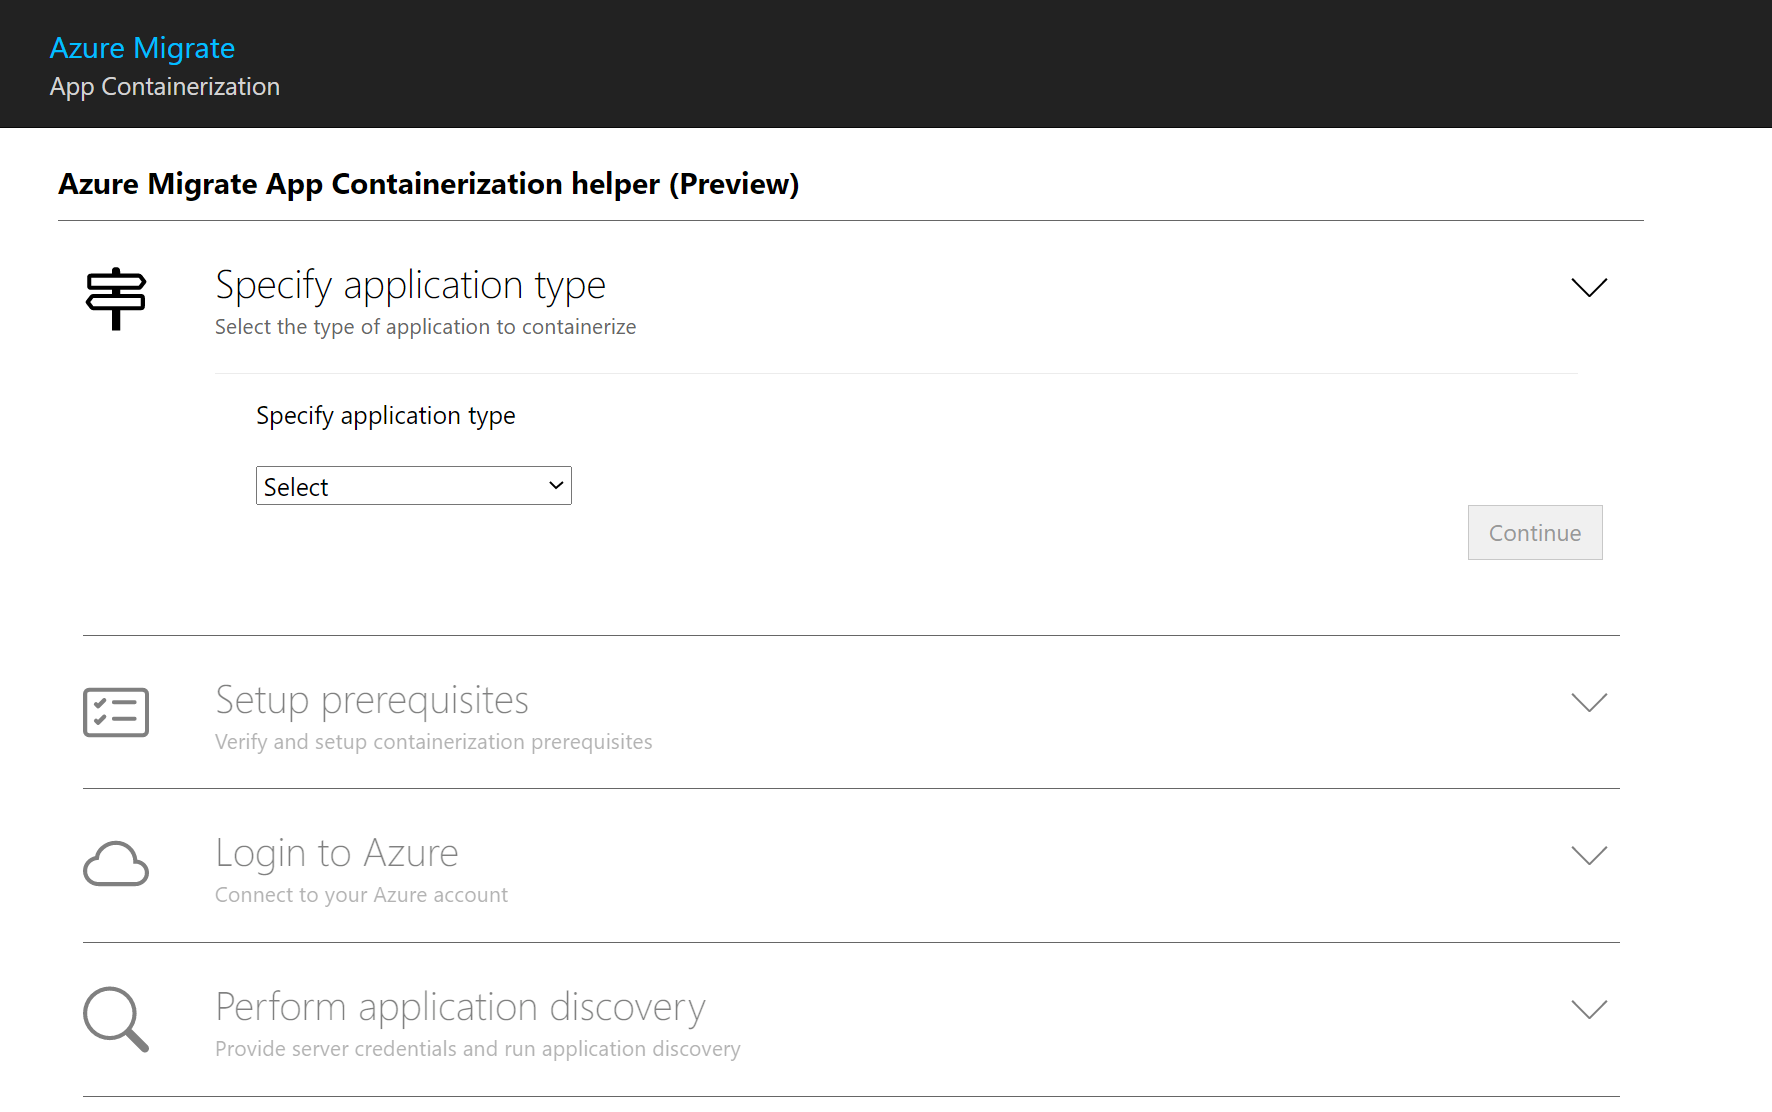 Azure Migrate
App Containerization
Azure Migrate App Containerization helper (Preview)
Specify application type
Select the type of application to containerize
Specify application type
Select
Continue
Setup prerequisites
Verify and setup containerization prerequisites
Login to Azure
Connect to your Azure account
Perform application discovery
Provide server credentials and run application discovery